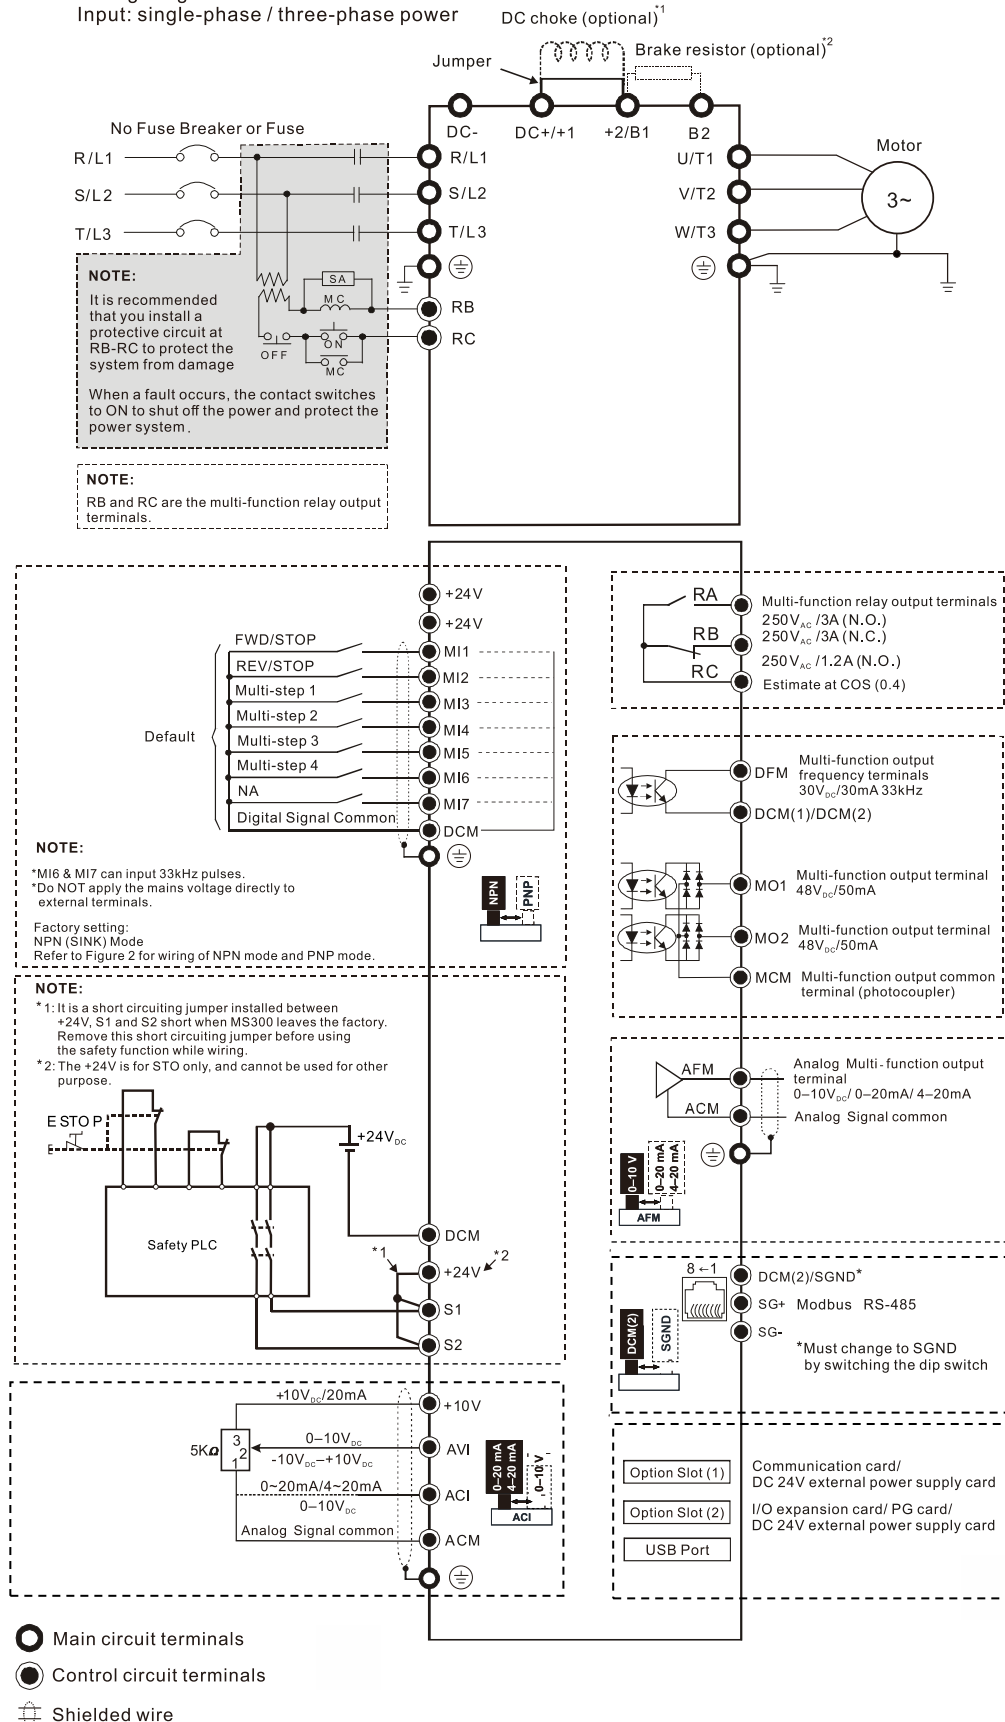 Input: single-phase / three-phase power
DC choke (optional)*1
Jumper
Brake resistor (optional)*2
DC-
DC+/+1
+2/B1
B2
No Fuse Breaker or Fuse
R/L1
S/L2
T/L3
R/L1
S/L2
T/L3
U/T1
V/T2
W/T3
Motor
3~
NOTE:
It is recommended
that you install a
protective circuit at
RB-RC to protect the
system from damage
When a fault occurs, the contact switches
to ON to shut off the power and protect the
power system.
SA
MC
ON
OFF
MC
RB
RC
NOTE:
RB and RC are the multi-function relay output
terminals.
+24V
+24V
FWD/STOP
MI1
REV/STOP
MI2
Multi-step 1
MI3
Multi-step 2
MI4
Default
Multi-step 3
MI5
Multi-step 4
MI6
NA
MI7
Digital Signal Common
DCM
NOTE:
*MI6 & MI7 can input 33kHz pulses.
*Do NOT apply the mains voltage directly to
external terminals.
Factory setting:
NPN (SINK) Mode
Refer to Figure 2 for wiring of NPN mode and PNP mode.
NPN
PNP
NOTE:
*1: It is a short circuiting jumper installed between
+24V, S1 and S2 short when MS300 leaves the factory.
Remove this short circuiting jumper before using
the safety function while wiring.
*2: The +24V is for STO only, and cannot be used for other
purpose.
E STOP
+24VDC
Safety PLC
DCM
*1
+24V
*2
S1
S2
+10VDC/20mA
+10V
5KΩ
3
2
1
0–10VDC
-10VDC–+10VDC
AVI
0~20mA/4~20mA
0–10VDC
ACI
Analog Signal common
ACM
0–20 mA
4–20 mA
0–10 V
ACI
RA
RB
RC
Multi-function relay output terminals
250VAC /3A (N.O.)
250VAC /3A (N.C.)
250VAC /1.2A (N.O.)
Estimate at COS (0.4)
DFM
Multi-function output
frequency terminals
30VDC/30mA 33kHz
DCM(1)/DCM(2)
MO1
Multi-function output terminal
48VDC/50mA
MO2
Multi-function output terminal
48VDC/50mA
MCM
Multi-function output common
terminal (photocoupler)
AFM
Analog Multi-function output
terminal
0–10VDC/ 0–20mA/ 4–20mA
ACM
Analog Signal common
0–10 V
0–20 mA
4–20 mA
AFM
8←1
DCM(2)/SGND*
SG+
Modbus RS-485
SG-
*Must change to SGND
by switching the dip switch
DCM(2)
SGND
Option Slot (1)
Communication card/
DC 24V external power supply card
Option Slot (2)
I/O expansion card/ PG card/
DC 24V external power supply card
USB Port
Main circuit terminals
Control circuit terminals
Shielded wire